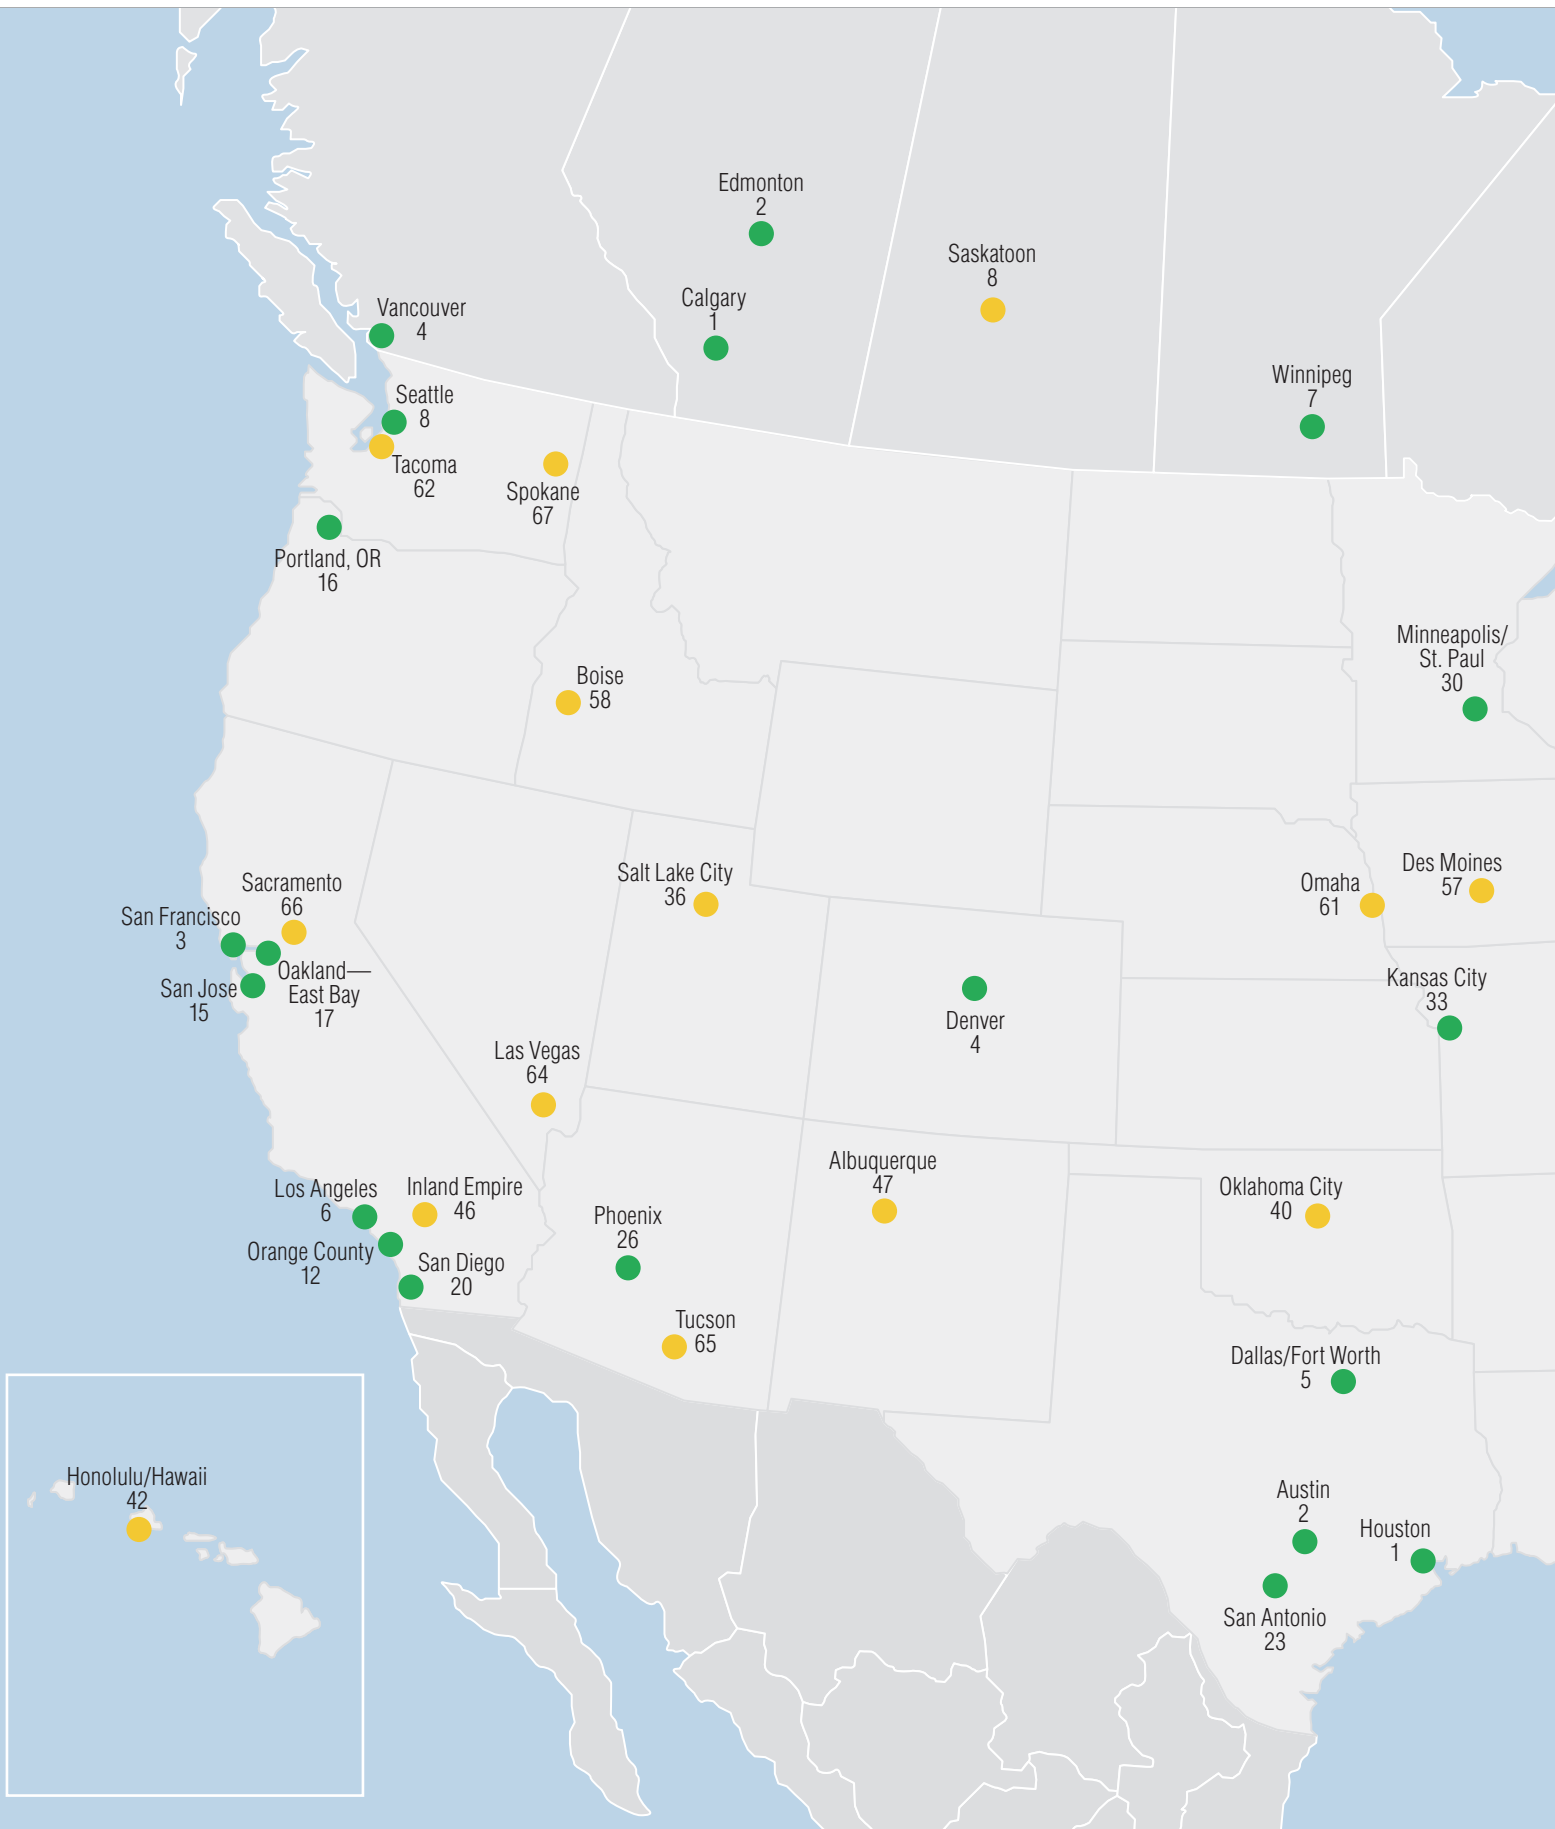 Edmonton
2
Saskatoon
8
Calgary
1
Vancouver
4
Winnipeg
7
Seattle
8
Tacoma
62
Spokane
67
Portland, OR
16
Minneapolis/
St. Paul
30
Boise
58
Salt Lake City
36
Des Moines
57
Omaha
61
Sacramento
66
San Francisco
3
Oakland—
East Bay
17
San Jose
15
Kansas City
33
Denver
4
Las Vegas
64
Albuquerque
47
Los Angeles
6
Inland Empire
46
Oklahoma City
40
Phoenix
26
Orange County
12
San Diego
20
Tucson
65
Dallas/Fort Worth
5
Honolulu/Hawaii
42
Austin
2
Houston
1
San Antonio
23